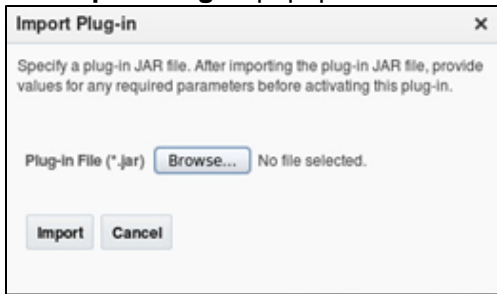 Import Plug-in ×
Specify a plug-in JAR file. After importing the plug-in JAR file, provide
values for any required parameters before activating this plug-in.
Plug-in File (*.jar) Browse... No file selected.
Import Cancel